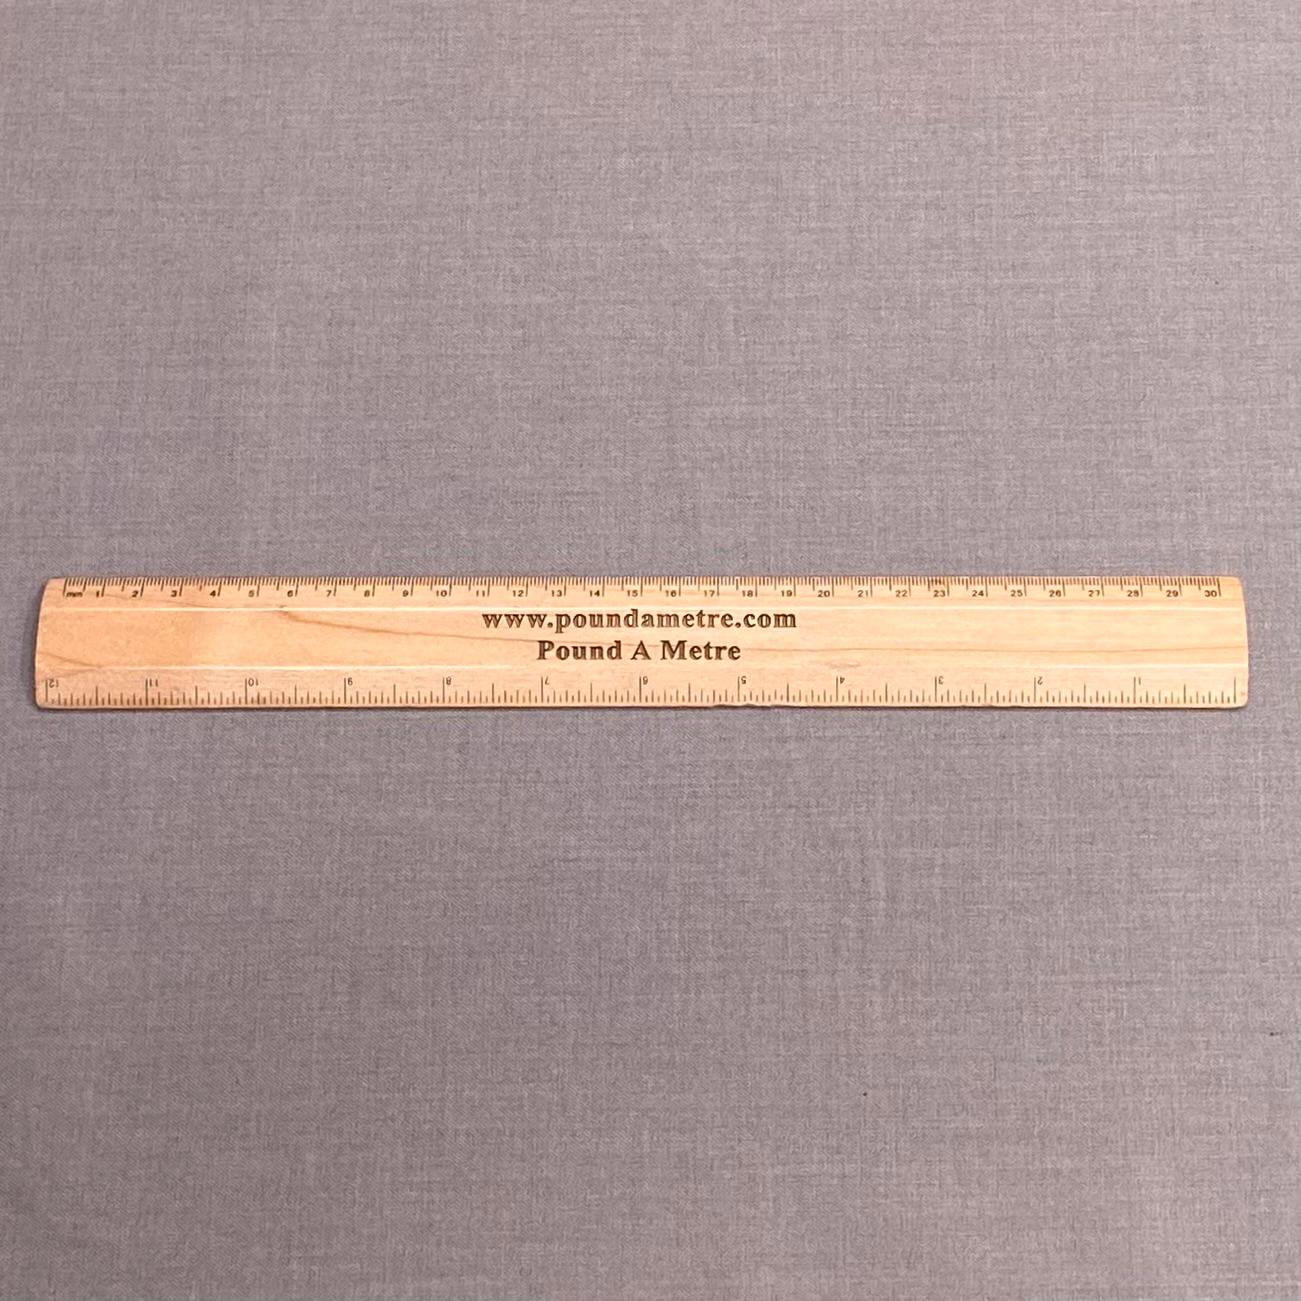 mm 1 2 3 4 5 6 7 8 9 10 11 12 13 14 15 16 17 18 19 20 21 22 23 24 25 26 27 28 29 30
www.poundametre.com
Pound A Metre
12 11 10 9 8 7 6 5 4 3 2 1